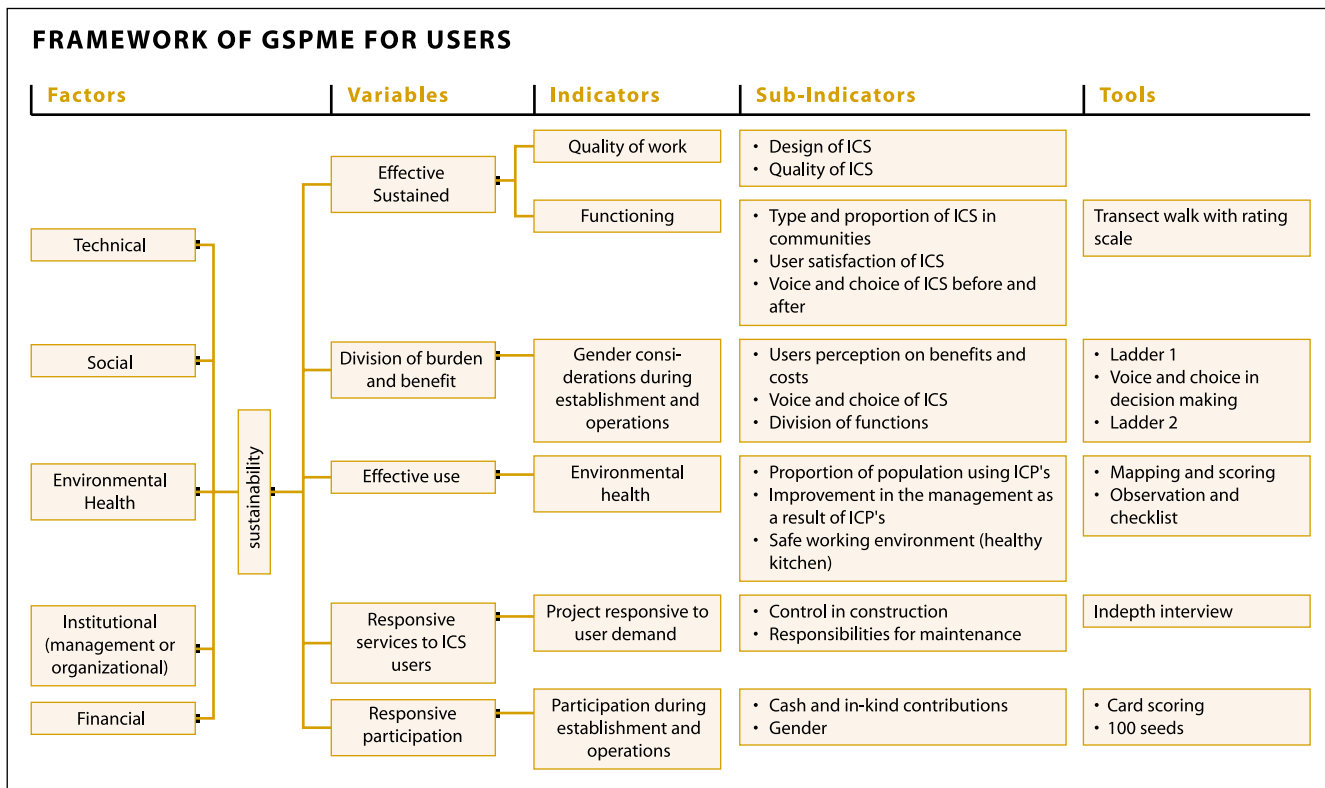 FRAMEWORK OF GSPME FOR USERS
Factors
Variables
Indicators
Sub-Indicators
Tools
Technical
Social
Environmental
Health
Institutional
(management or
organizational)
Financial
sustainability
Effective
Sustained
Division of burden
and benefit
Effective use
Responsive
services to ICS
users
Responsive
participation
Quality of work
Functioning
Gender consi-
derations during
establishment and
operations
Environmental
health
Project responsive to
user demand
Participation during
establishment and
operations
• Design of ICS
• Quality of ICS
• Type and proportion of ICS in
communities
• User satisfaction of ICS
• Voice and choice of ICS before and
after
• Users perception on benefits and
costs
• Voice and choice of ICS
• Division of functions
• Proportion of population using ICP's
• Improvement in the management as
a result of ICP's
• Safe working environment (healthy
kitchen)
• Control in construction
• Responsibilities for maintenance
• Cash and in-kind contributions
• Gender
Transect walk with rating
scale
• Ladder 1
• Voice and choice in
decision making
• Ladder 2
• Mapping and scoring
• Observation and
checklist
Indepth interview
• Card scoring
• 100 seeds